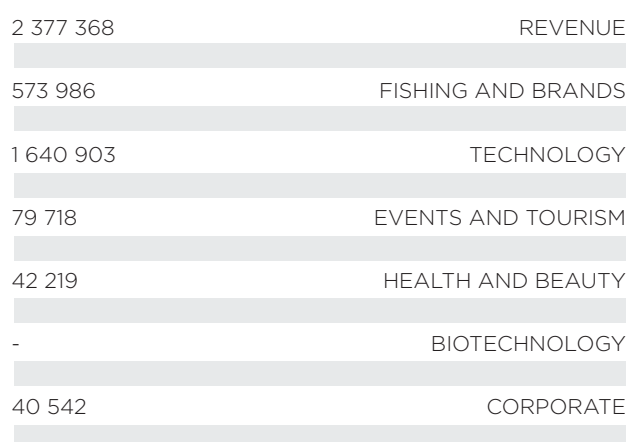 2 377 368 REVENUE
573 986 FISHING AND BRANDS
1 640 903 TECHNOLOGY
79 718 EVENTS AND TOURISM
42 219 HEALTH AND BEAUTY
- BIOTECHNOLOGY
40 542 CORPORATE